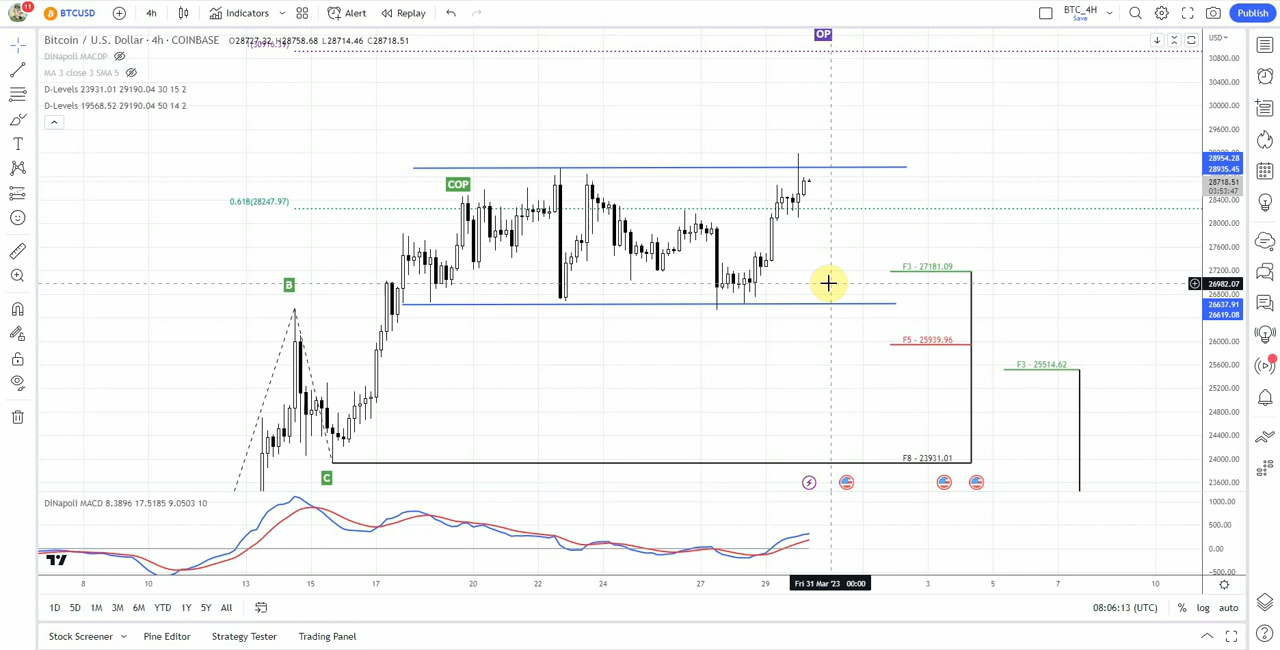 11
BTCUSD
4h
Indicators
Alert
Replay
BTC_4H
Save
Publish
Bitcoin / U.S. Dollar · 4h · COINBASE O28727.32 H28758.68 L28714.46 C28718.51
DiNapoli MACDP
MA 3 close 3 SMA 5
D-Levels 23931.01 29190.04 30 15 2
D-Levels 19568.52 29190.04 50 14 2
OP
USD
30800.00
30400.00
30000.00
29600.00
28954.28
28935.45
28718.51
03:53:47
28400.00
28000.00
27600.00
27200.00
26982.07
26800.00
26637.91
26619.08
26000.00
25600.00
25200.00
24800.00
24400.00
24000.00
23600.00
COP
0.618(28247.97)
B
C
F3 - 27181.09
F5 - 25939.96
F3 - 25514.62
F8 - 23931.01
DiNapoli MACD 8.3896 17.5185 9.0503 10
1000.00
500.00
0.00
−500.00
8
10
13
15
17
20
22
24
27
29
Fri 31 Mar '23 00:00
3
5
7
10
1D 5D 1M 3M 6M YTD 1Y 5Y All
08:06:13 (UTC)
% log auto
Stock Screener
Pine Editor
Strategy Tester
Trading Panel